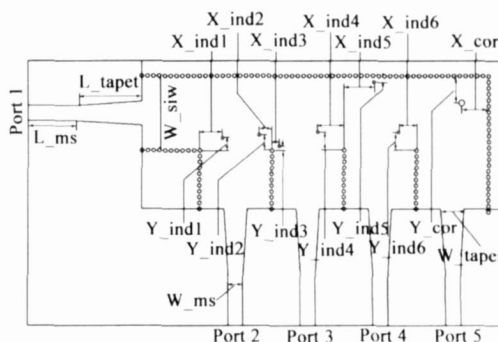 X_ind2 X_ind4 X_ind6
X_ind1 X_ind3 X_ind5 X_cor
Port 1
L_tapet
L_ms
W_siw
Y_ind1 Y_ind3 Y_ind5 Y_cor
Y_ind2 Y_ind4 Y_ind6 W_tapet
W_ms
Port 2 Port 3 Port 4 Port 5